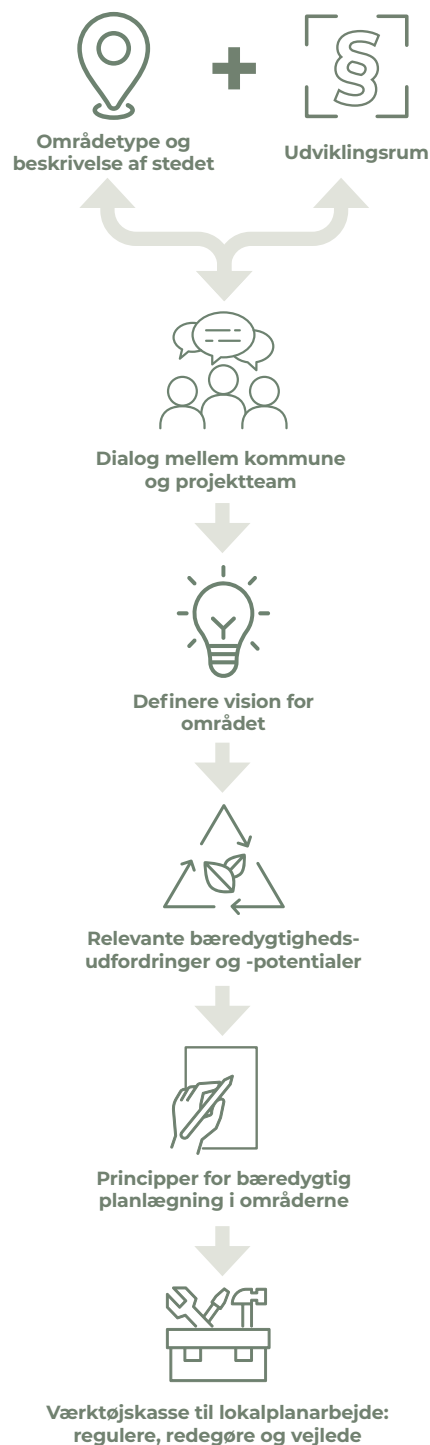 Områdetype og
beskrivelse af stedet
Udviklingsrum
Dialog mellem kommune
og projektteam
Definere vision for
området
Relevante bæredygtigheds-
udfordringer og -potentialer
Principper for bæredygtig
planlægning i områderne
Værktøjskasse til lokalplanarbejde:
regulere, redegøre og vejlede